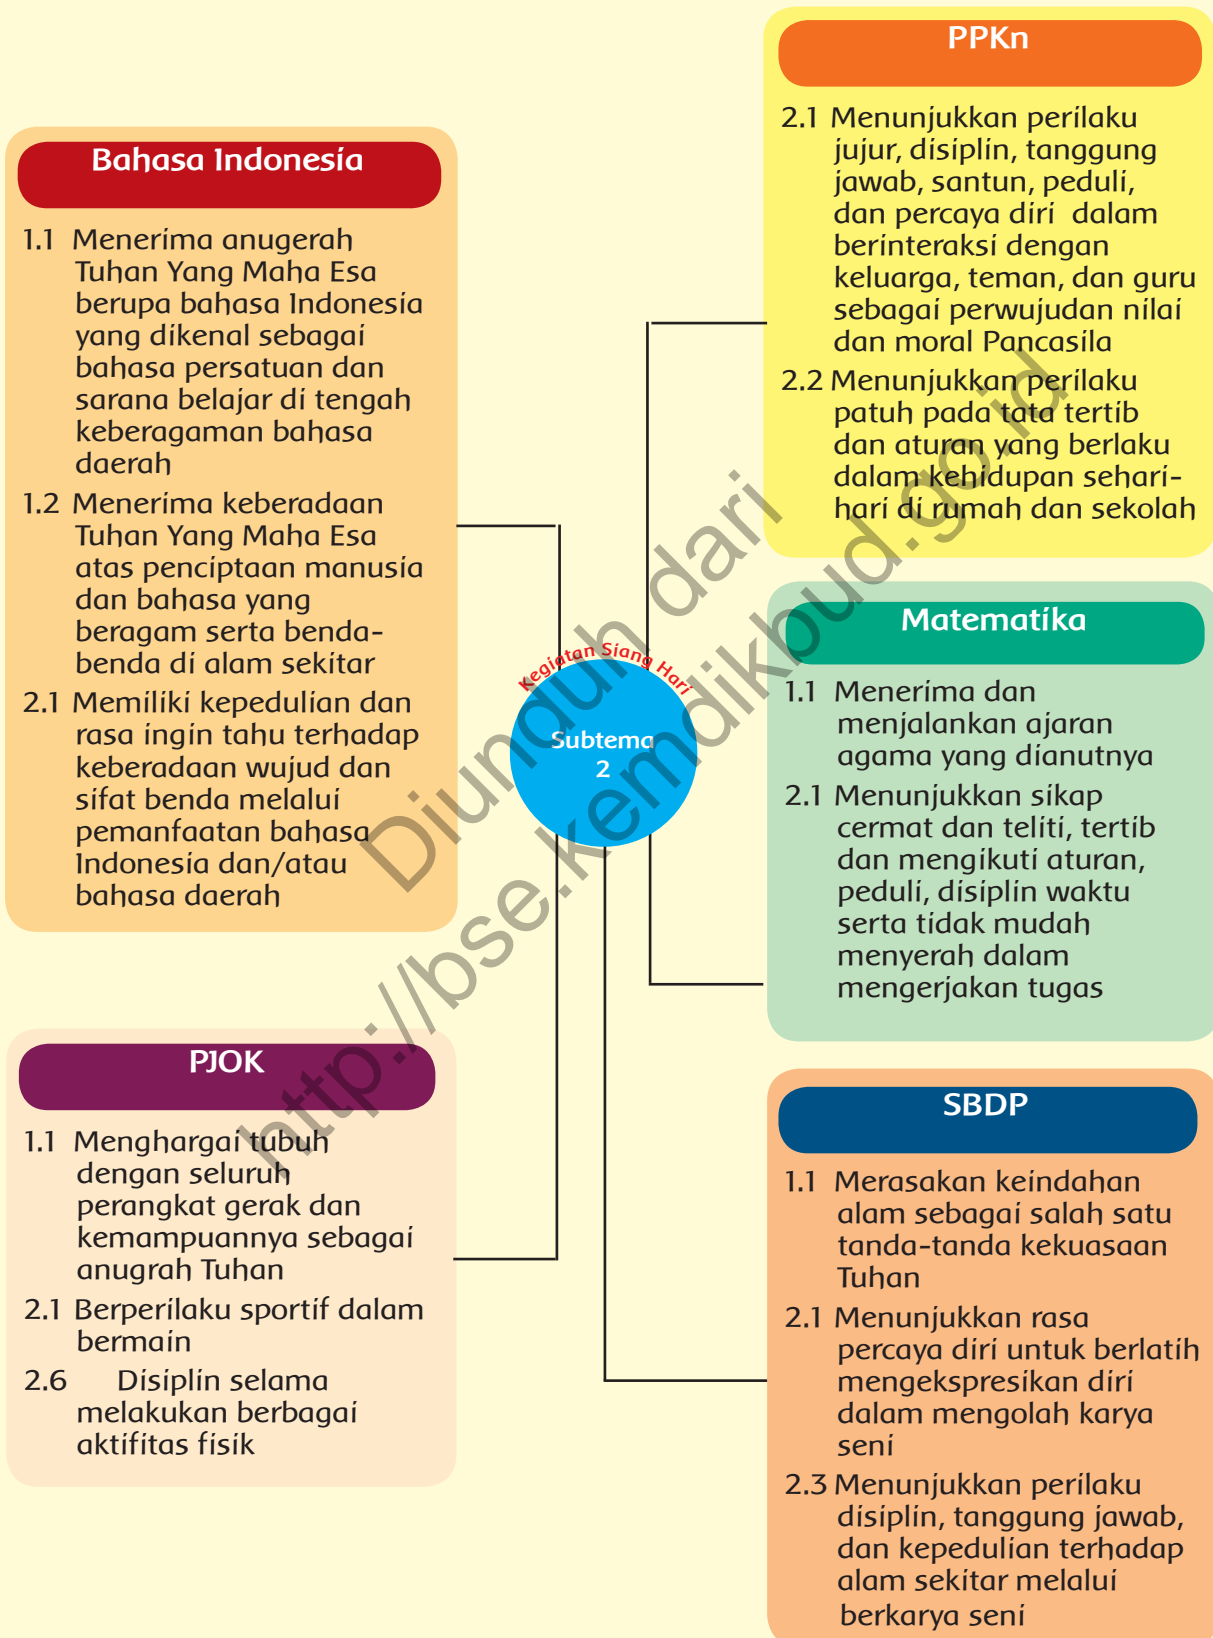 Bahasa Indonesia
1.1 Menerima anugerah
Tuhan Yang Maha Esa
berupa bahasa Indonesia
yang dikenal sebagai
bahasa persatuan dan
sarana belajar di tengah
keberagaman bahasa
daerah
1.2 Menerima keberadaan
Tuhan Yang Maha Esa
atas penciptaan manusia
dan bahasa yang
beragam serta benda-
benda di alam sekitar
2.1 Memiliki kepedulian dan
rasa ingin tahu terhadap
keberadaan wujud dan
sifat benda melalui
pemanfaatan bahasa
Indonesia dan/atau
bahasa daerah
PJOK
1.1 Menghargai tubuh
dengan seluruh
perangkat gerak dan
kemampuannya sebagai
anugrah Tuhan
2.1 Berperilaku sportif dalam
bermain
2.6 Disiplin selama
melakukan berbagai
aktifitas fisik
Kegiatan Siang Hari
Subtema
2
PPKn
2.1 Menunjukkan perilaku
jujur, disiplin, tanggung
jawab, santun, peduli,
dan percaya diri dalam
berinteraksi dengan
keluarga, teman, dan guru
sebagai perwujudan nilai
dan moral Pancasila
2.2 Menunjukkan perilaku
patuh pada tata tertib
dan aturan yang berlaku
dalam kehidupan sehari-
hari di rumah dan sekolah
Matematika
1.1 Menerima dan
menjalankan ajaran
agama yang dianutnya
2.1 Menunjukkan sikap
cermat dan teliti, tertib
dan mengikuti aturan,
peduli, disiplin waktu
serta tidak mudah
menyerah dalam
mengerjakan tugas
SBDP
1.1 Merasakan keindahan
alam sebagai salah satu
tanda-tanda kekuasaan
Tuhan
2.1 Menunjukkan rasa
percaya diri untuk berlatih
mengekspresikan diri
dalam mengolah karya
seni
2.3 Menunjukkan perilaku
disiplin, tanggung jawab,
dan kepedulian terhadap
alam sekitar melalui
berkarya seni
Diunduh dari
http://bse.kemdikbud.go.id